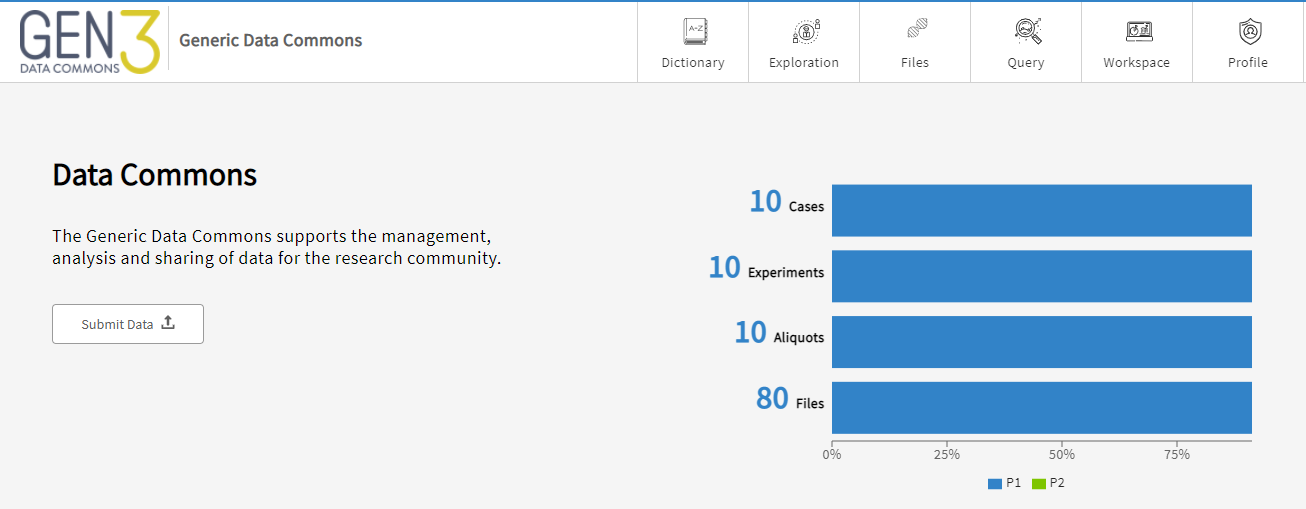 GEN3
DATA COMMONS
Generic Data Commons
A-Z
Dictionary
Exploration
Files
Query
Workspace
Profile
Data Commons
The Generic Data Commons supports the management,
analysis and sharing of data for the research community.
Submit Data
10 Cases
10 Experiments
10 Aliquots
80 Files
0% 25% 50% 75%
P1 P2